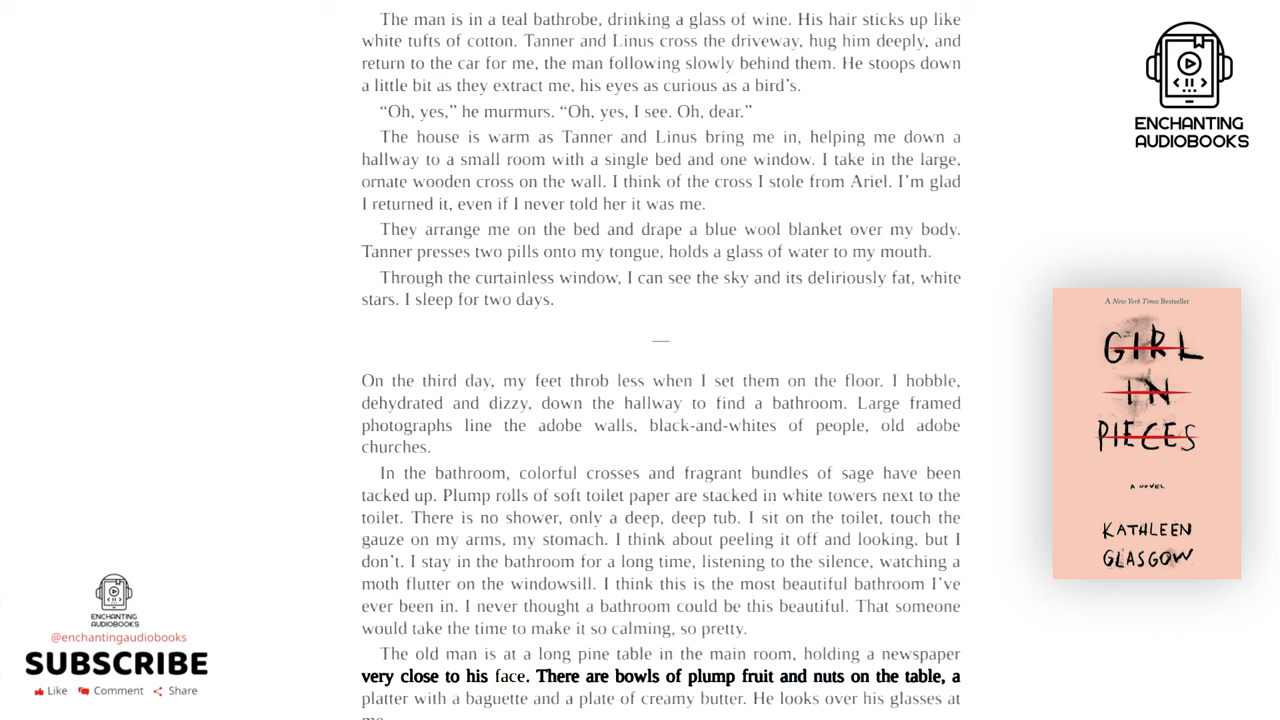 The man is in a teal bathrobe, drinking a glass of wine. His hair sticks up like
white tufts of cotton. Tanner and Linus cross the driveway, hug him deeply, and
return to the car for me, the man following slowly behind them. He stoops down
a little bit as they extract me, his eyes as curious as a bird’s.
“Oh, yes,” he murmurs. “Oh, yes, I see. Oh, dear.”
The house is warm as Tanner and Linus bring me in, helping me down a
hallway to a small room with a single bed and one window. I take in the large,
ornate wooden cross on the wall. I think of the cross I stole from Ariel. I’m glad
I returned it, even if I never told her it was me.
They arrange me on the bed and drape a blue wool blanket over my body.
Tanner presses two pills onto my tongue, holds a glass of water to my mouth.
Through the curtainless window, I can see the sky and its deliriously fat, white
stars. I sleep for two days.
—
On the third day, my feet throb less when I set them on the floor. I hobble,
dehydrated and dizzy, down the hallway to find a bathroom. Large framed
photographs line the adobe walls, black-and-whites of people, old adobe
churches.
In the bathroom, colorful crosses and fragrant bundles of sage have been
tacked up. Plump rolls of soft toilet paper are stacked in white towers next to the
toilet. There is no shower, only a deep, deep tub. I sit on the toilet, touch the
gauze on my arms, my stomach. I think about peeling it off and looking, but I
don’t. I stay in the bathroom for a long time, listening to the silence, watching a
moth flutter on the windowsill. I think this is the most beautiful bathroom I’ve
ever been in. I never thought a bathroom could be this beautiful. That someone
would take the time to make it so calming, so pretty.
The old man is at a long pine table in the main room, holding a newspaper
very close to his face. There are bowls of plump fruit and nuts on the table, a
platter with a baguette and a plate of creamy butter. He looks over his glasses at
ENCHANTING
AUDIOBOOKS
A New York Times Bestseller
GIRL
IN
PIECES
A NOVEL
KATHLEEN
GLASGOW
ENCHANTING
AUDIOBOOKS
@enchantingaudiobooks
SUBSCRIBE
Like Comment Share